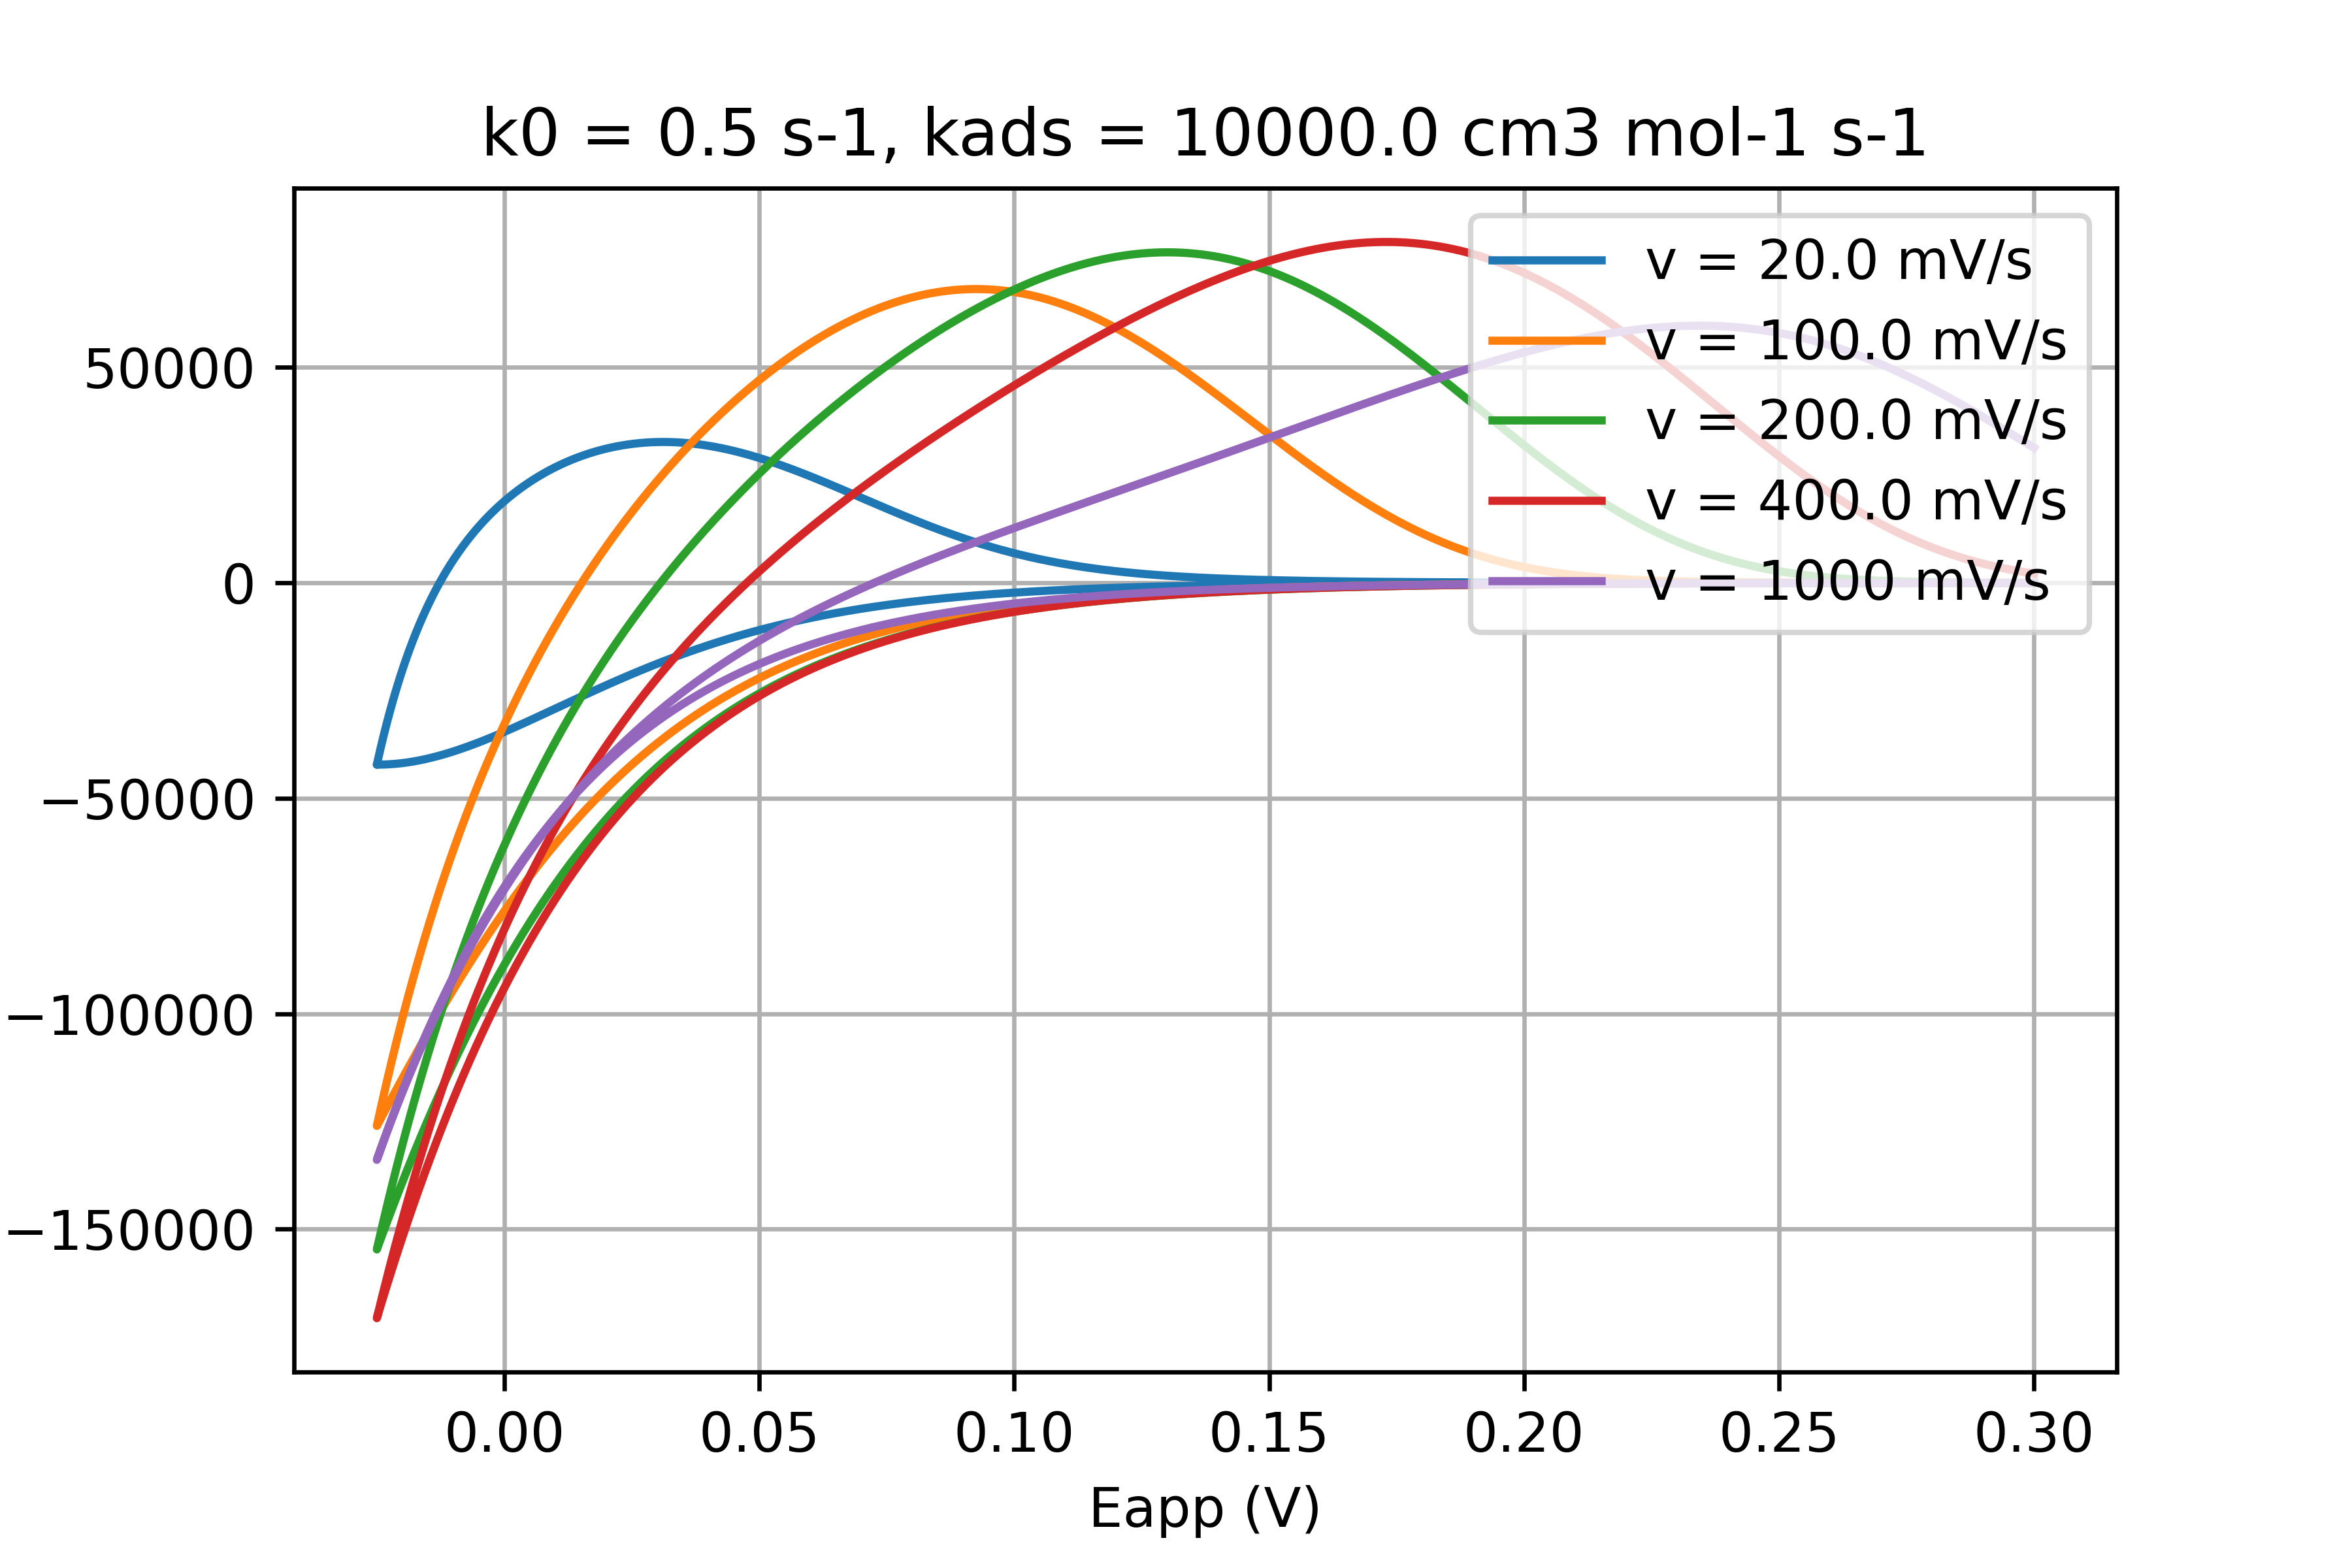 k0 = 0.5 s-1, kads = 10000.0 cm3 mol-1 s-1
v = 20.0 mV/s
v = 100.0 mV/s
v = 200.0 mV/s
v = 400.0 mV/s
v = 1000 mV/s
50000
0
−50000
−100000
−150000
0.00 0.05 0.10 0.15 0.20 0.25 0.30
Eapp (V)